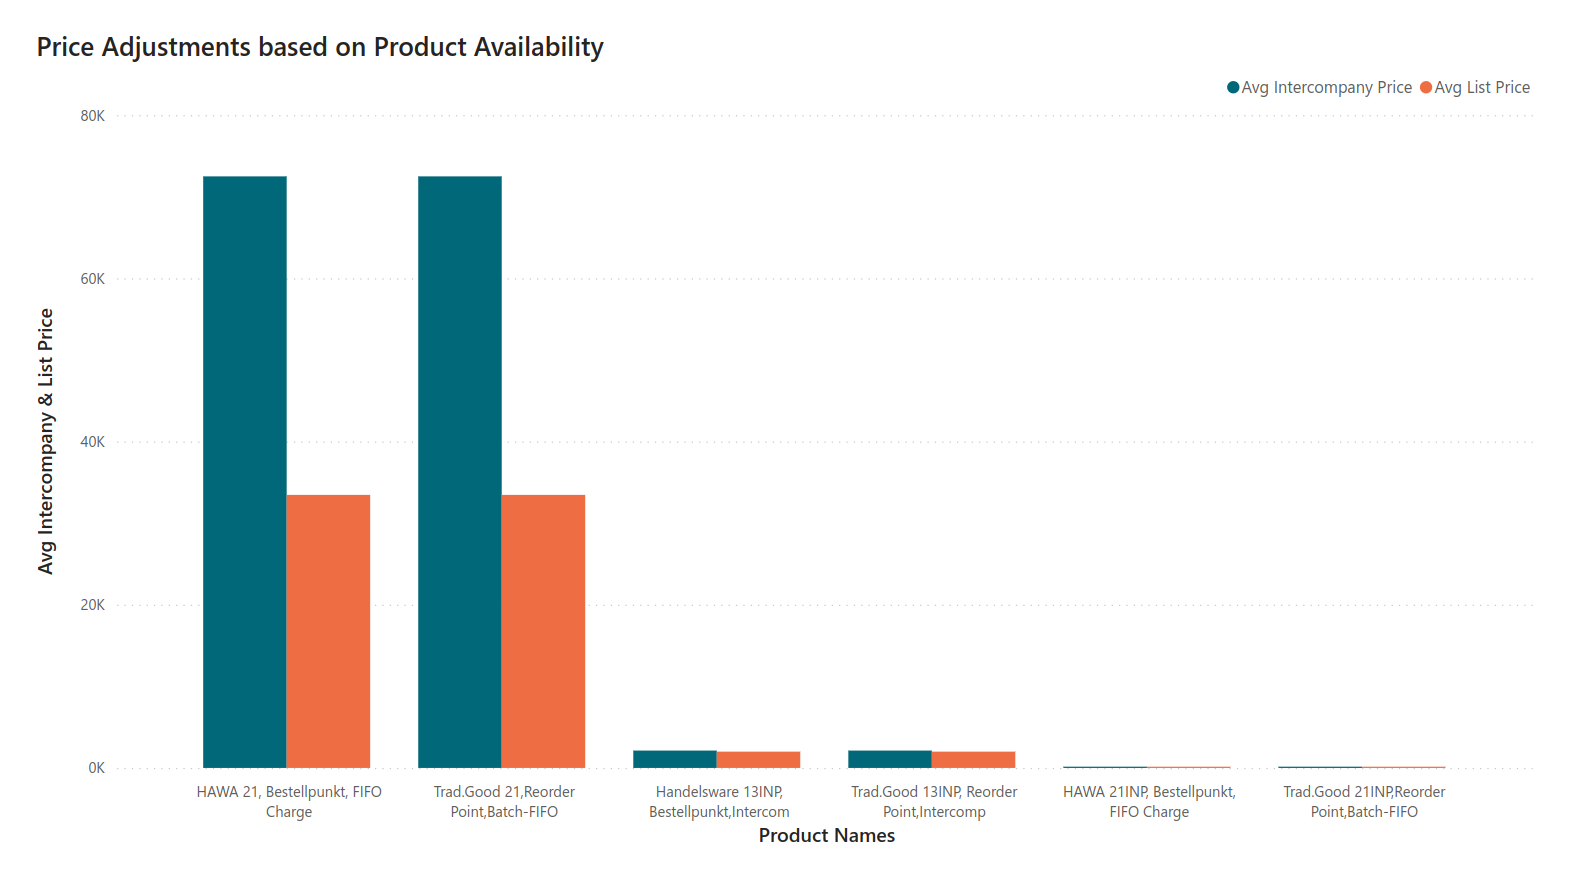 Price Adjustments based on Product Availability
Avg Intercompany Price Avg List Price
80K
60K
40K
20K
0K
Avg Intercompany & List Price
HAWA 21, Bestellpunkt, FIFO
Charge
Trad.Good 21,Reorder
Point,Batch-FIFO
Handelsware 13INP,
Bestellpunkt,Intercom
Trad.Good 13INP, Reorder
Point,Intercomp
HAWA 21INP, Bestellpunkt,
FIFO Charge
Trad.Good 21INP,Reorder
Point,Batch-FIFO
Product Names